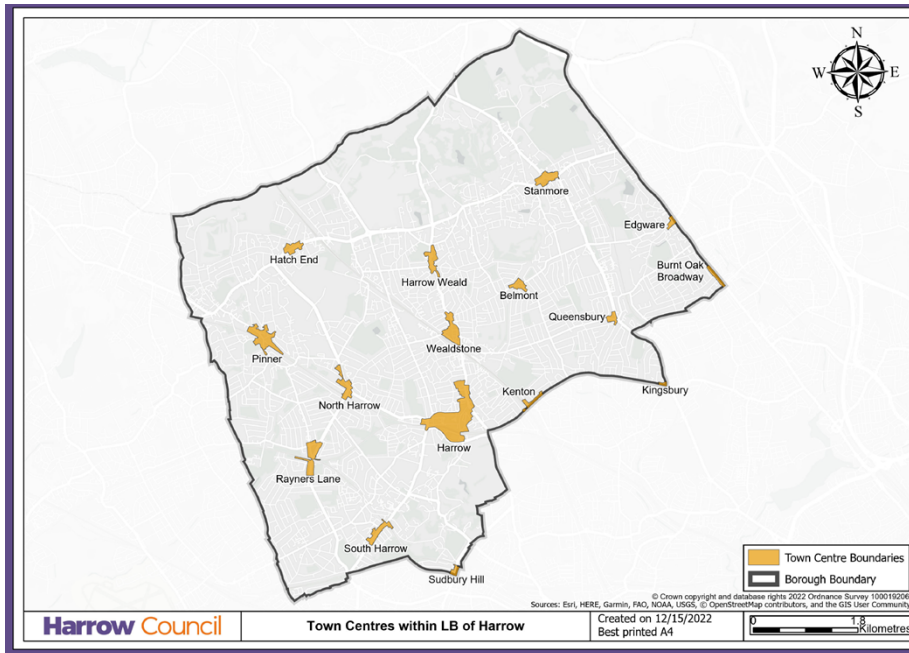 N
W
E
S
Stanmore
Edgware
Hatch End
Harrow Weald
Burnt Oak
Broadway
Belmont
Queensbury
Wealdstone
Pinner
Kenton
Kingsbury
North Harrow
Harrow
Rayners Lane
South Harrow
Sudbury Hill
Town Centre Boundaries
Borough Boundary
© Crown copyright and database rights 2022 Ordnance Survey 100019206
Sources: Esri, HERE, Garmin, FAO, NOAA, USGS, © OpenStreetMap contributors, and the GIS User Community
Harrow Council
Town Centres within LB of Harrow
Created on 12/15/2022
Best printed A4
0 1.8
Kilometres